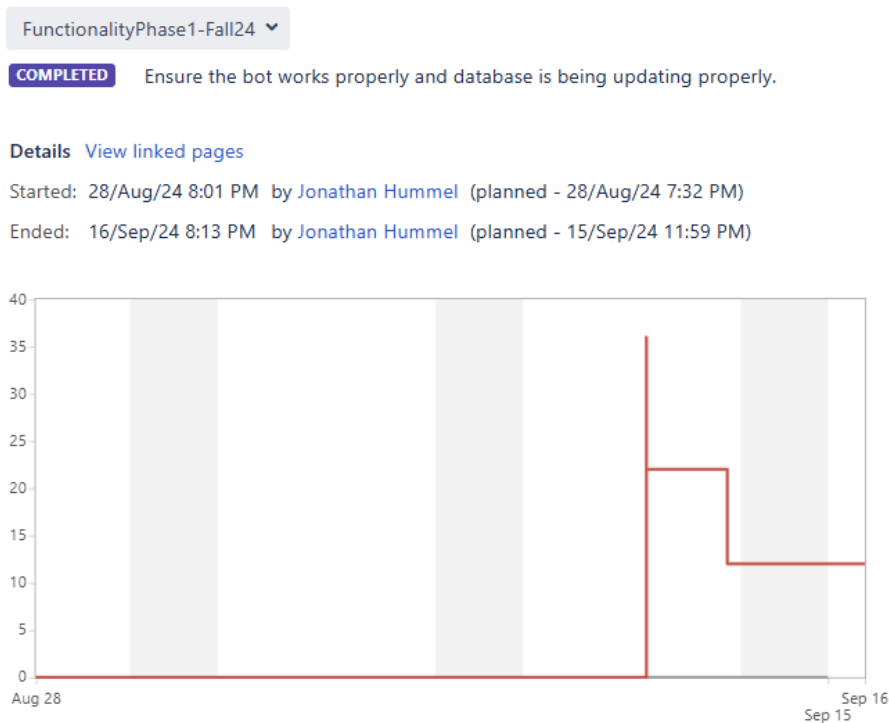 FunctionalityPhase1-Fall24
COMPLETED Ensure the bot works properly and database is being updating properly.
Details View linked pages
Started: 28/Aug/24 8:01 PM by Jonathan Hummel (planned - 28/Aug/24 7:32 PM)
Ended: 16/Sep/24 8:13 PM by Jonathan Hummel (planned - 15/Sep/24 11:59 PM)
40
35
30
25
20
15
10
5
0
Aug 28
Sep 16
Sep 15